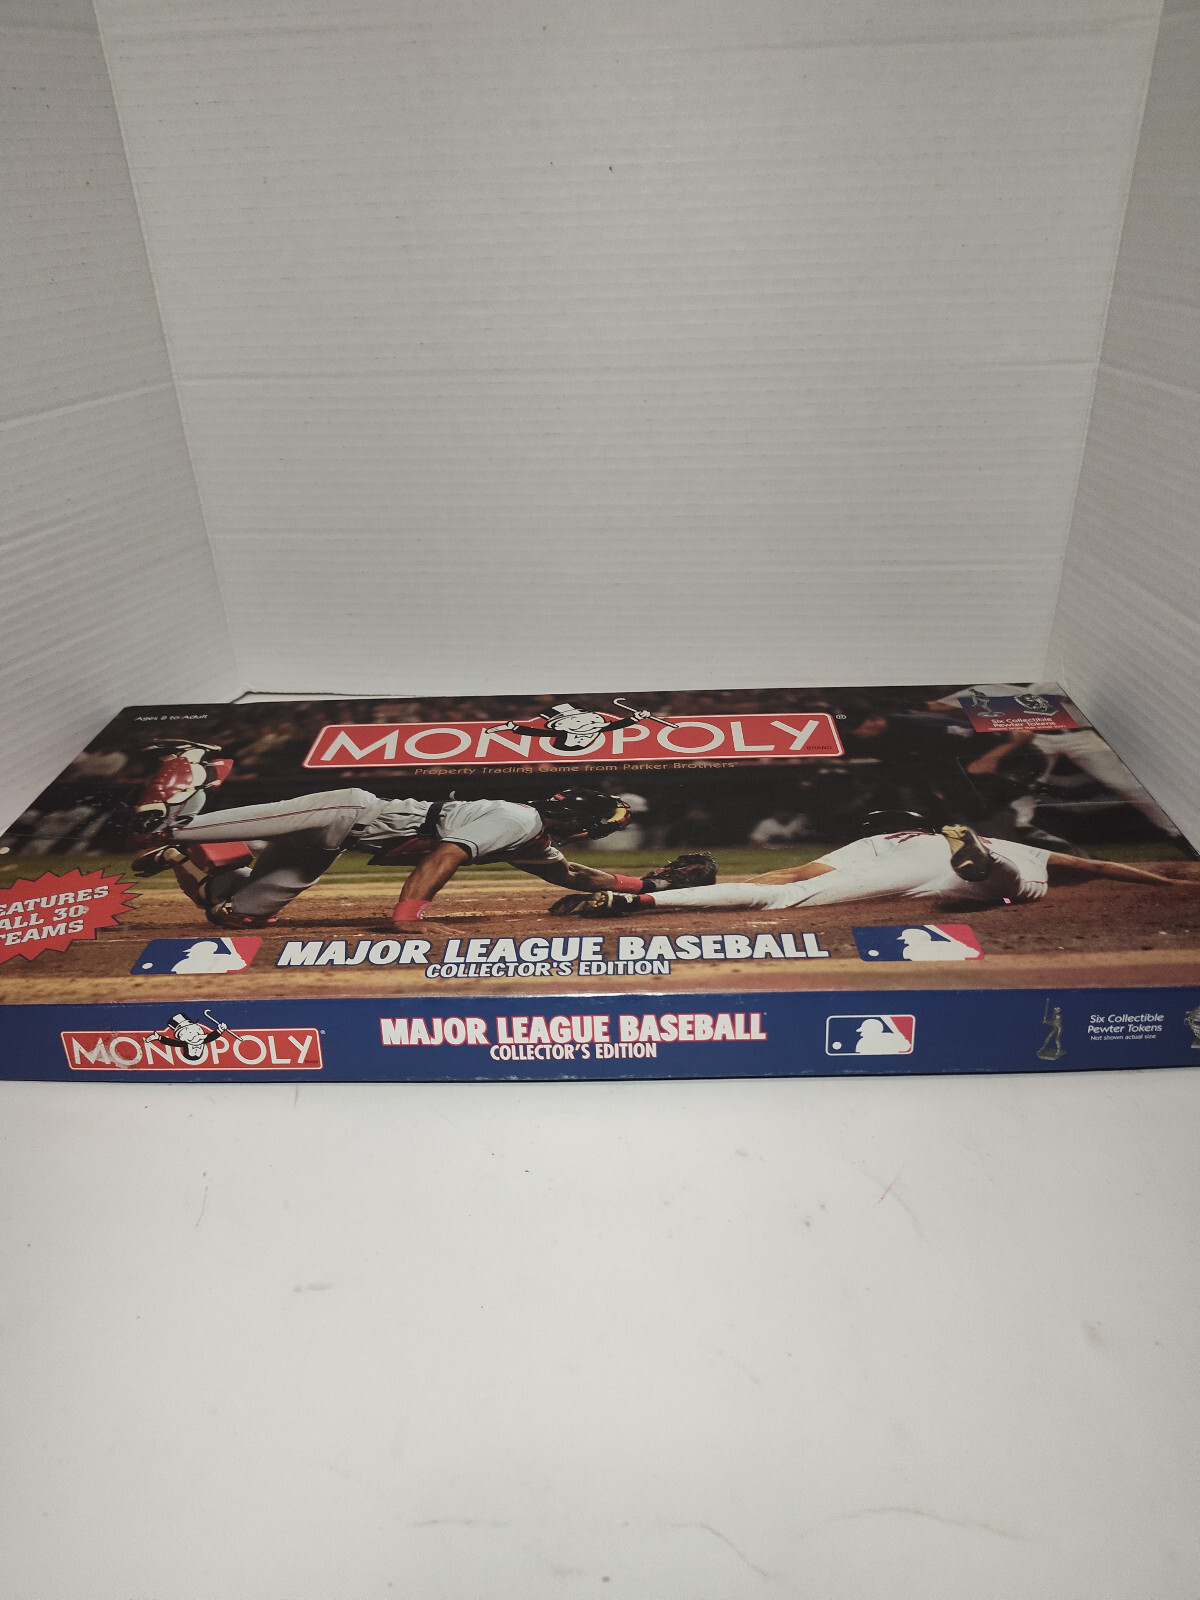 Ages 8 to Adult
MONOPOLY®
BRAND
Property Trading Game from Parker Brothers
Six Collectible
Pewter Tokens
EATURES
ALL 30
TEAMS
MAJOR LEAGUE BASEBALL
COLLECTOR'S EDITION
MONOPOLY
MAJOR LEAGUE BASEBALL
COLLECTOR'S EDITION
Six Collectible
Pewter Tokens
Not shown actual size